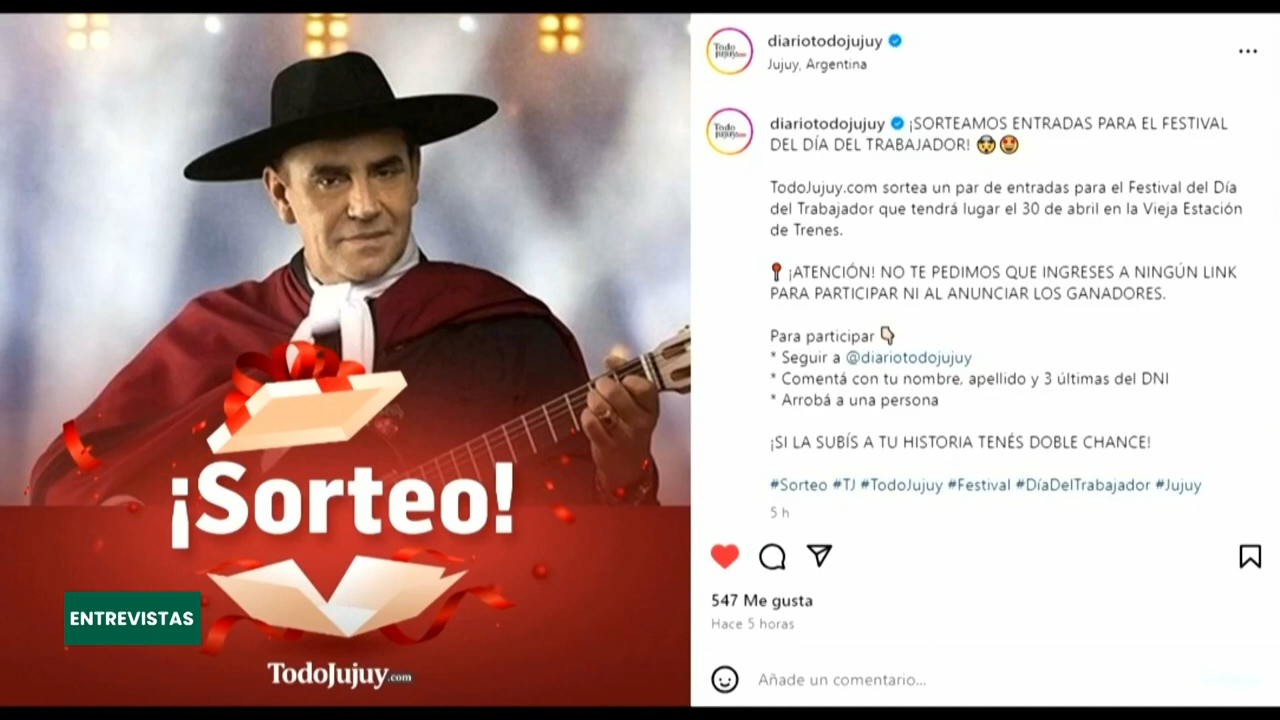 ¡Sorteo!
ENTREVISTAS
TodoJujuy.com
diariotodojujuy
Jujuy, Argentina
diariotodojujuy ¡SORTEAMOS ENTRADAS PARA EL FESTIVAL
DEL DÍA DEL TRABAJADOR!
TodoJujuy.com sortea un par de entradas para el Festival del Día
del Trabajador que tendrá lugar el 30 de abril en la Vieja Estación
de Trenes.
¡ATENCIÓN! NO TE PEDIMOS QUE INGRESES A NINGÚN LINK
PARA PARTICIPAR NI AL ANUNCIAR LOS GANADORES.
Para participar
* Seguir a @diariotodojujuy
* Comentá con tu nombre, apellido y 3 últimas del DNI
* Arrobá a una persona
¡SI LA SUBÍS A TU HISTORIA TENÉS DOBLE CHANCE!
#Sorteo #TJ #TodoJujuy #Festival #DíaDelTrabajador #Jujuy
5 h
547 Me gusta
Hace 5 horas
Añade un comentario...